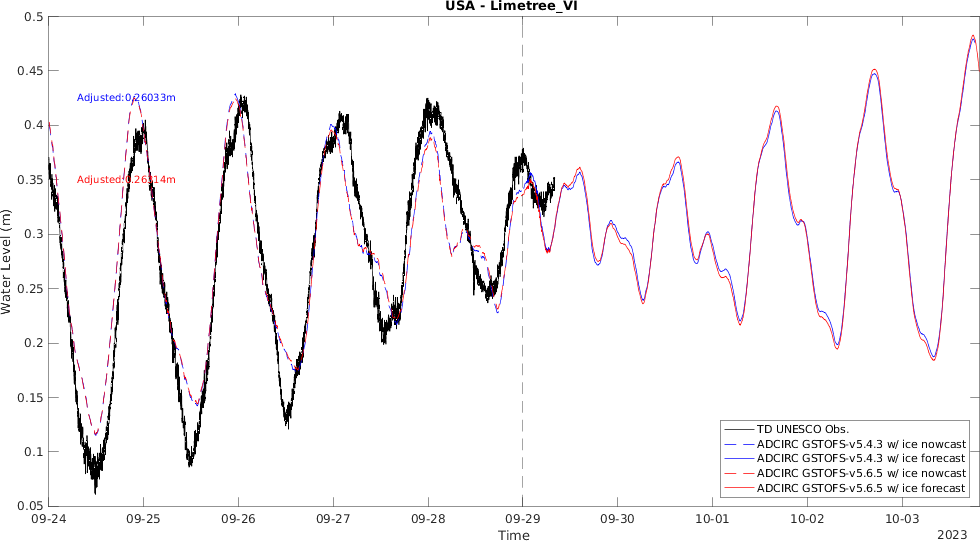 USA - Limetree_VI
0.5
0.45
0.4
0.35
0.3
0.25
0.2
0.15
0.1
0.05
Water Level (m)
Adjusted:0.26033m
Adjusted:0.26314m
TD UNESCO Obs.
ADCIRC GSTOFS-v5.4.3 w/ ice nowcast
ADCIRC GSTOFS-v5.4.3 w/ ice forecast
ADCIRC GSTOFS-v5.6.5 w/ ice nowcast
ADCIRC GSTOFS-v5.6.5 w/ ice forecast
09-24 09-25 09-26 09-27 09-28 09-29 09-30 10-01 10-02 10-03
Time
2023